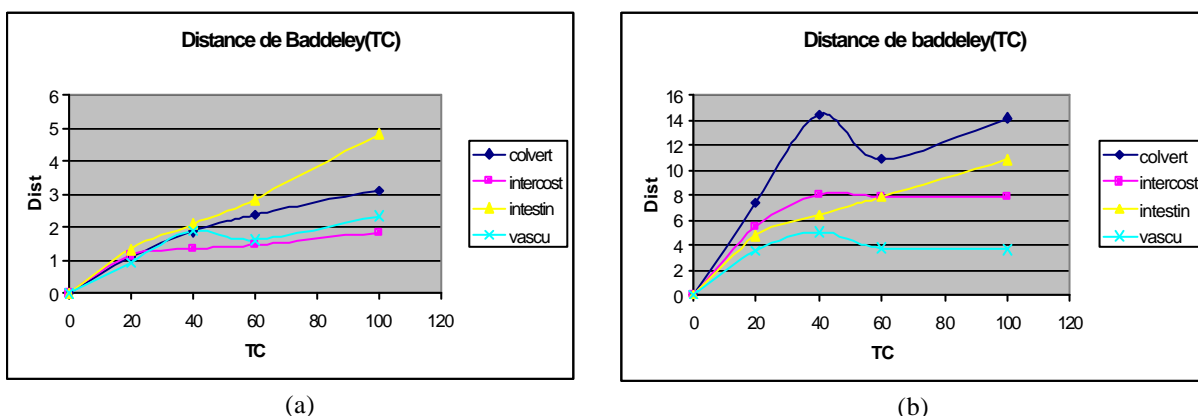 Distance de Baddeley(TC)
6
5
4
3
2
1
0
Dist
0 20 40 60 80 100 120
TC
colvert
intercost
intestin
vascu
(a)
Distance de baddeley(TC)
16
14
12
10
8
6
4
2
0
Dist
0 20 40 60 80 100 120
TC
colvert
intercost
intestin
vascu
(b)